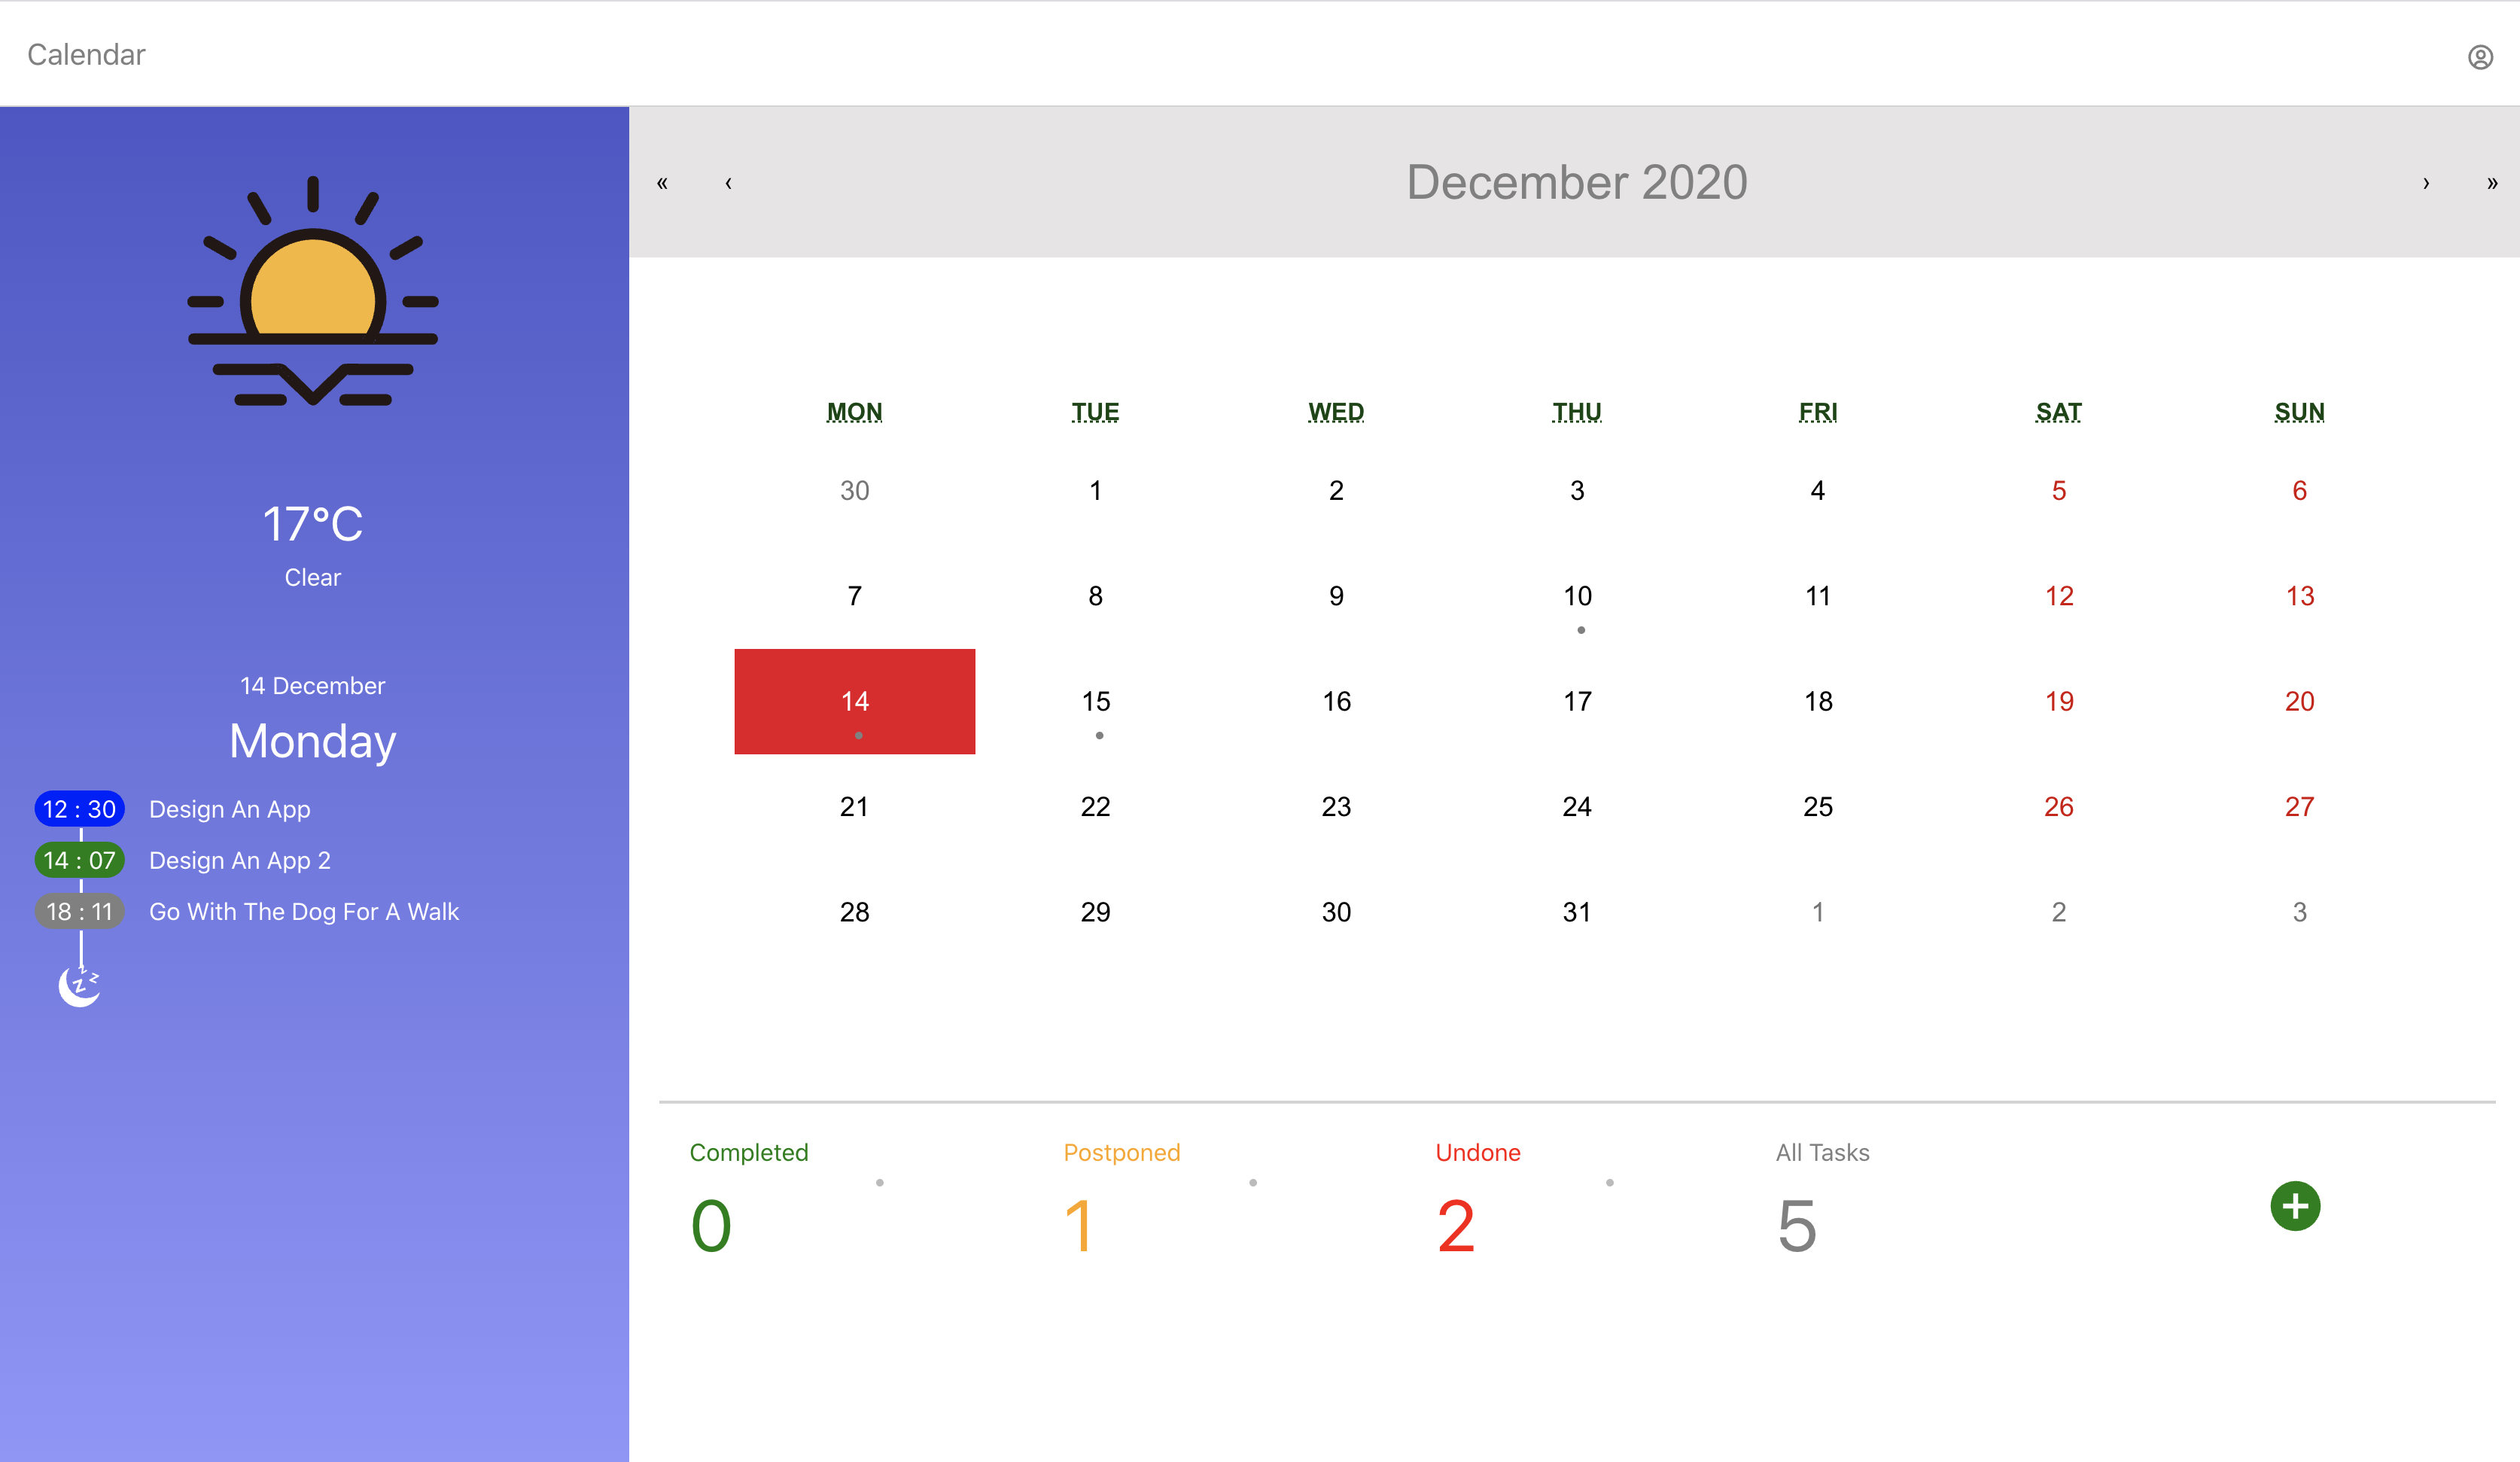 Calendar
17°C
Clear
14 December
Monday
12 : 30 Design An App
14 : 07 Design An App 2
18 : 11 Go With The Dog For A Walk
z z z
« ‹ December 2020 › »
MON TUE WED THU FRI SAT SUN
30 1 2 3 4 5 6
7 8 9 10 11 12 13
14 15 16 17 18 19 20
21 22 23 24 25 26 27
28 29 30 31 1 2 3
Completed Postponed Undone All Tasks
0 1 2 5